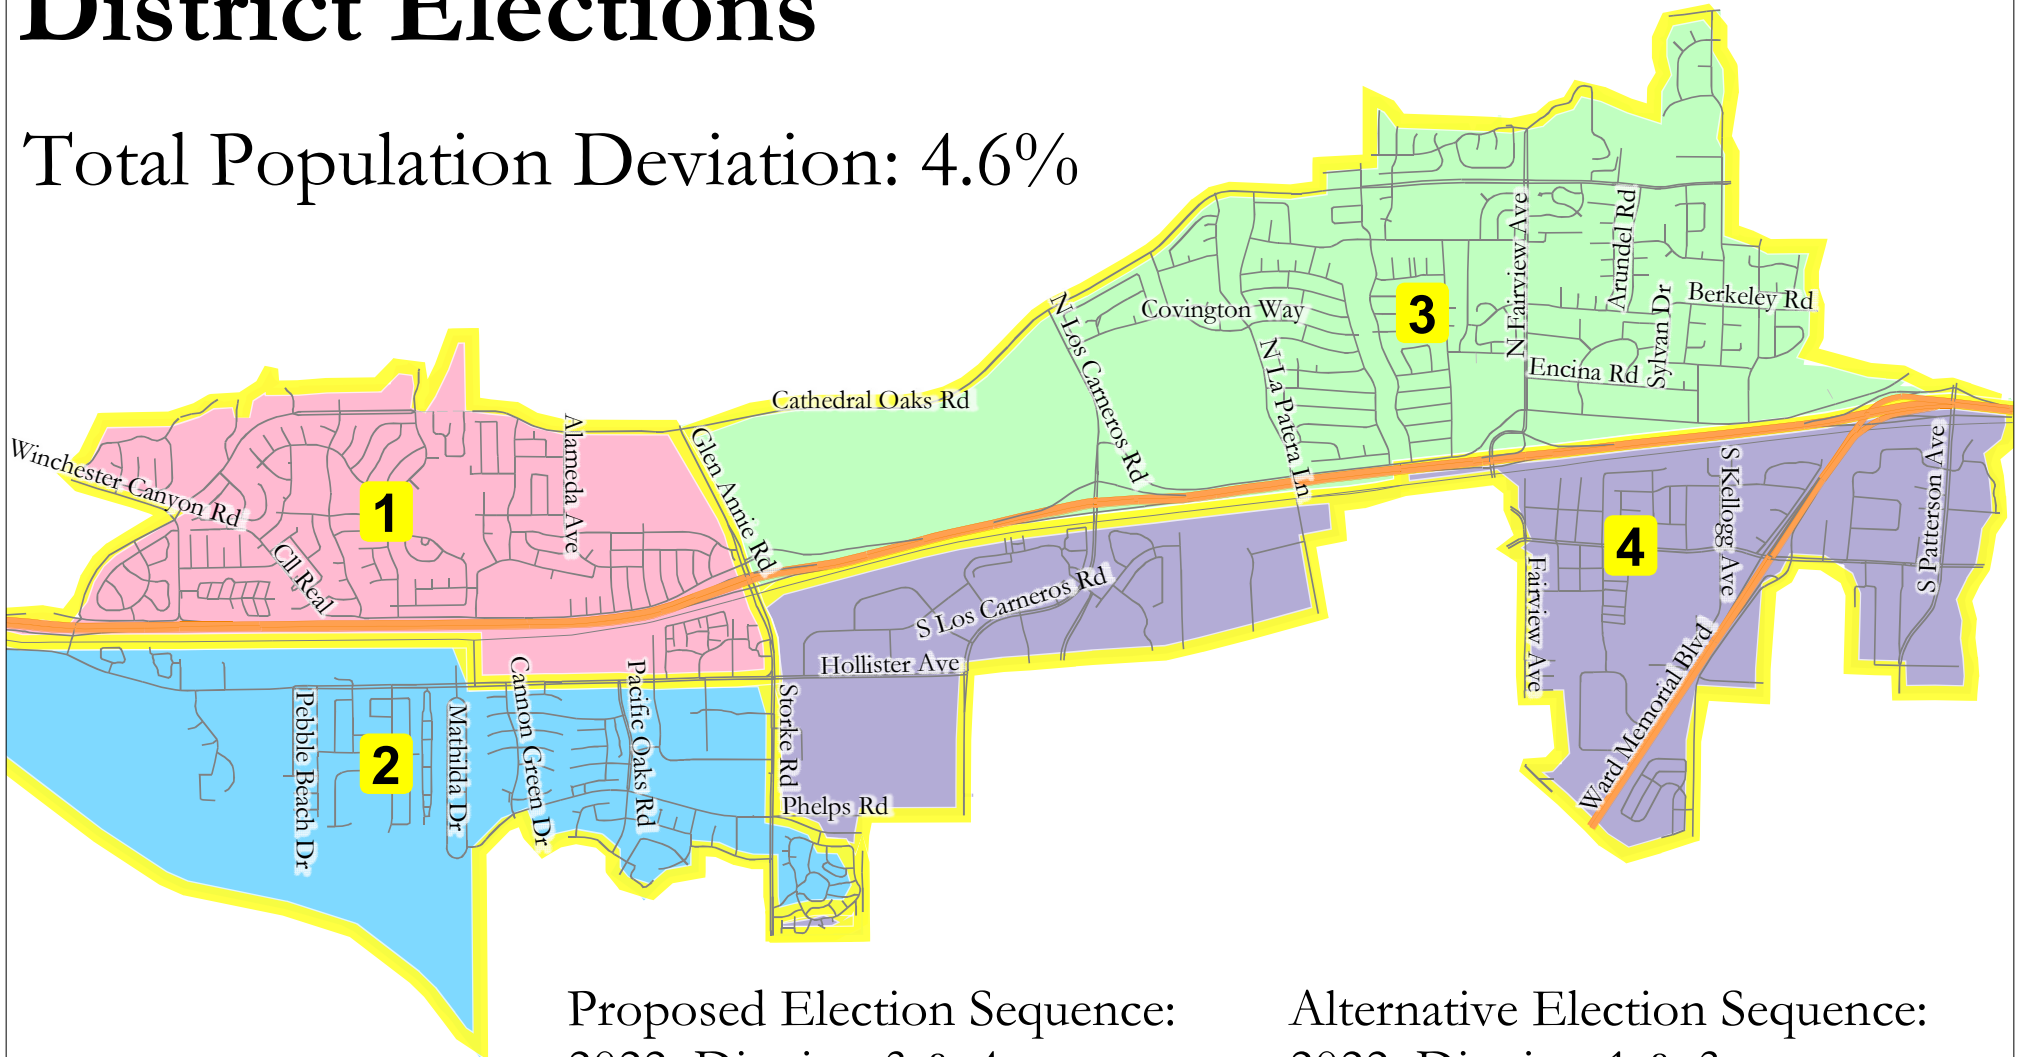 District Elections
Total Population Deviation: 4.6%
N Fairview Ave
Arundel Rd
Berkeley Rd
Sylvan Dr
Covington Way
3
N Los Carneros Rd
N La Patera Ln
Encina Rd
Cathedral Oaks Rd
Alameda Ave
Glen Annie Rd
Winchester Canyon Rd
1
Cll Real
S Kellogg Ave
S Patterson Ave
4
Fairview Ave
S Los Carneros Rd
Hollister Ave
Ward Memorial Blvd
Cannon Green Dr
Pacific Oaks Rd
Storke Rd
Pebble Beach Dr
2
Mathilda Dr
Phelps Rd
Proposed Election Sequence:
Alternative Election Sequence: